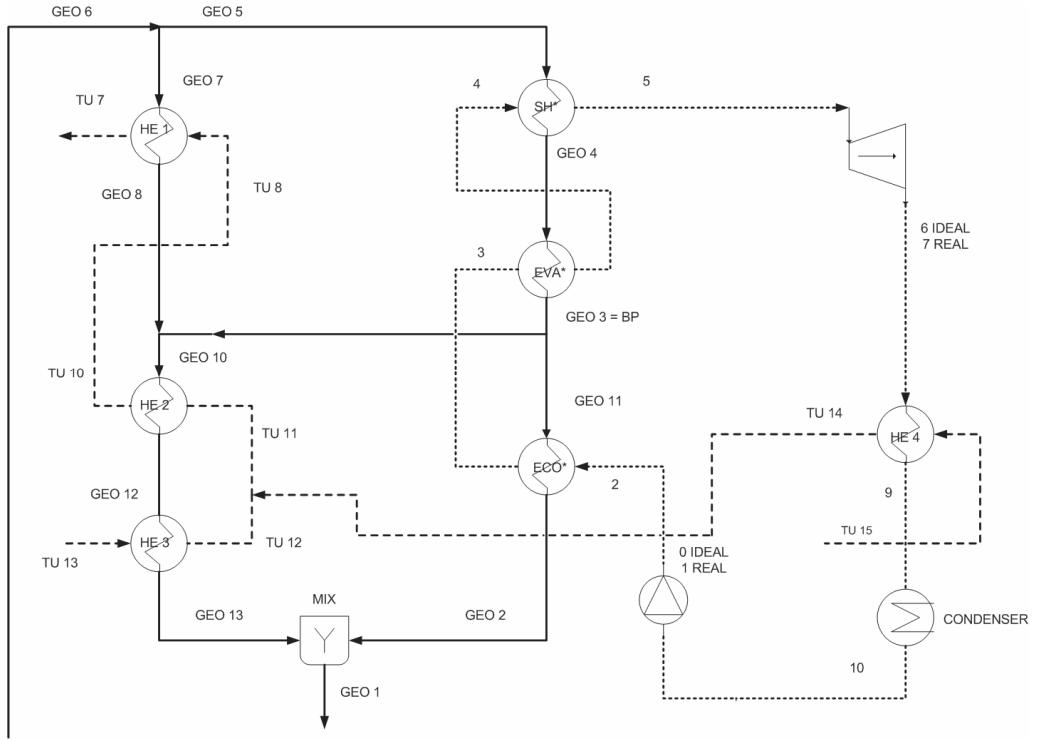 GEO 6
GEO 5
GEO 7
TU 7
HE 1
4
SH*
5
GEO 4
GEO 8
TU 8
6 IDEAL
7 REAL
3
EVA*
GEO 3 = BP
GEO 10
TU 10
HE 2
GEO 11
TU 11
TU 14
HE 4
ECO*
2
9
GEO 12
TU 15
HE 3
TU 12
TU 13
0 IDEAL
1 REAL
MIX
GEO 13
GEO 2
Y
CONDENSER
10
GEO 1